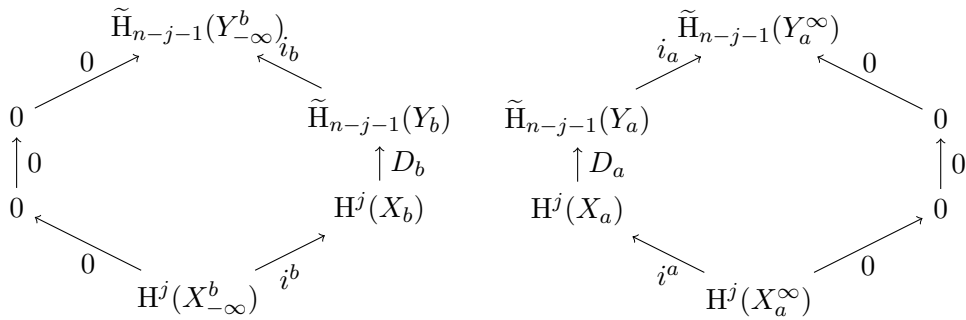 H̃_{n−j−1}(Y^b_{−∞}) H̃_{n−j−1}(Y^∞_a)
0 i_b i_a 0
0 H̃_{n−j−1}(Y_b) H̃_{n−j−1}(Y_a) 0
0 D_b D_a 0
0 H^j(X_b) H^j(X_a) 0
0 i^b i^a 0
H^j(X^b_{−∞}) H^j(X^∞_a)